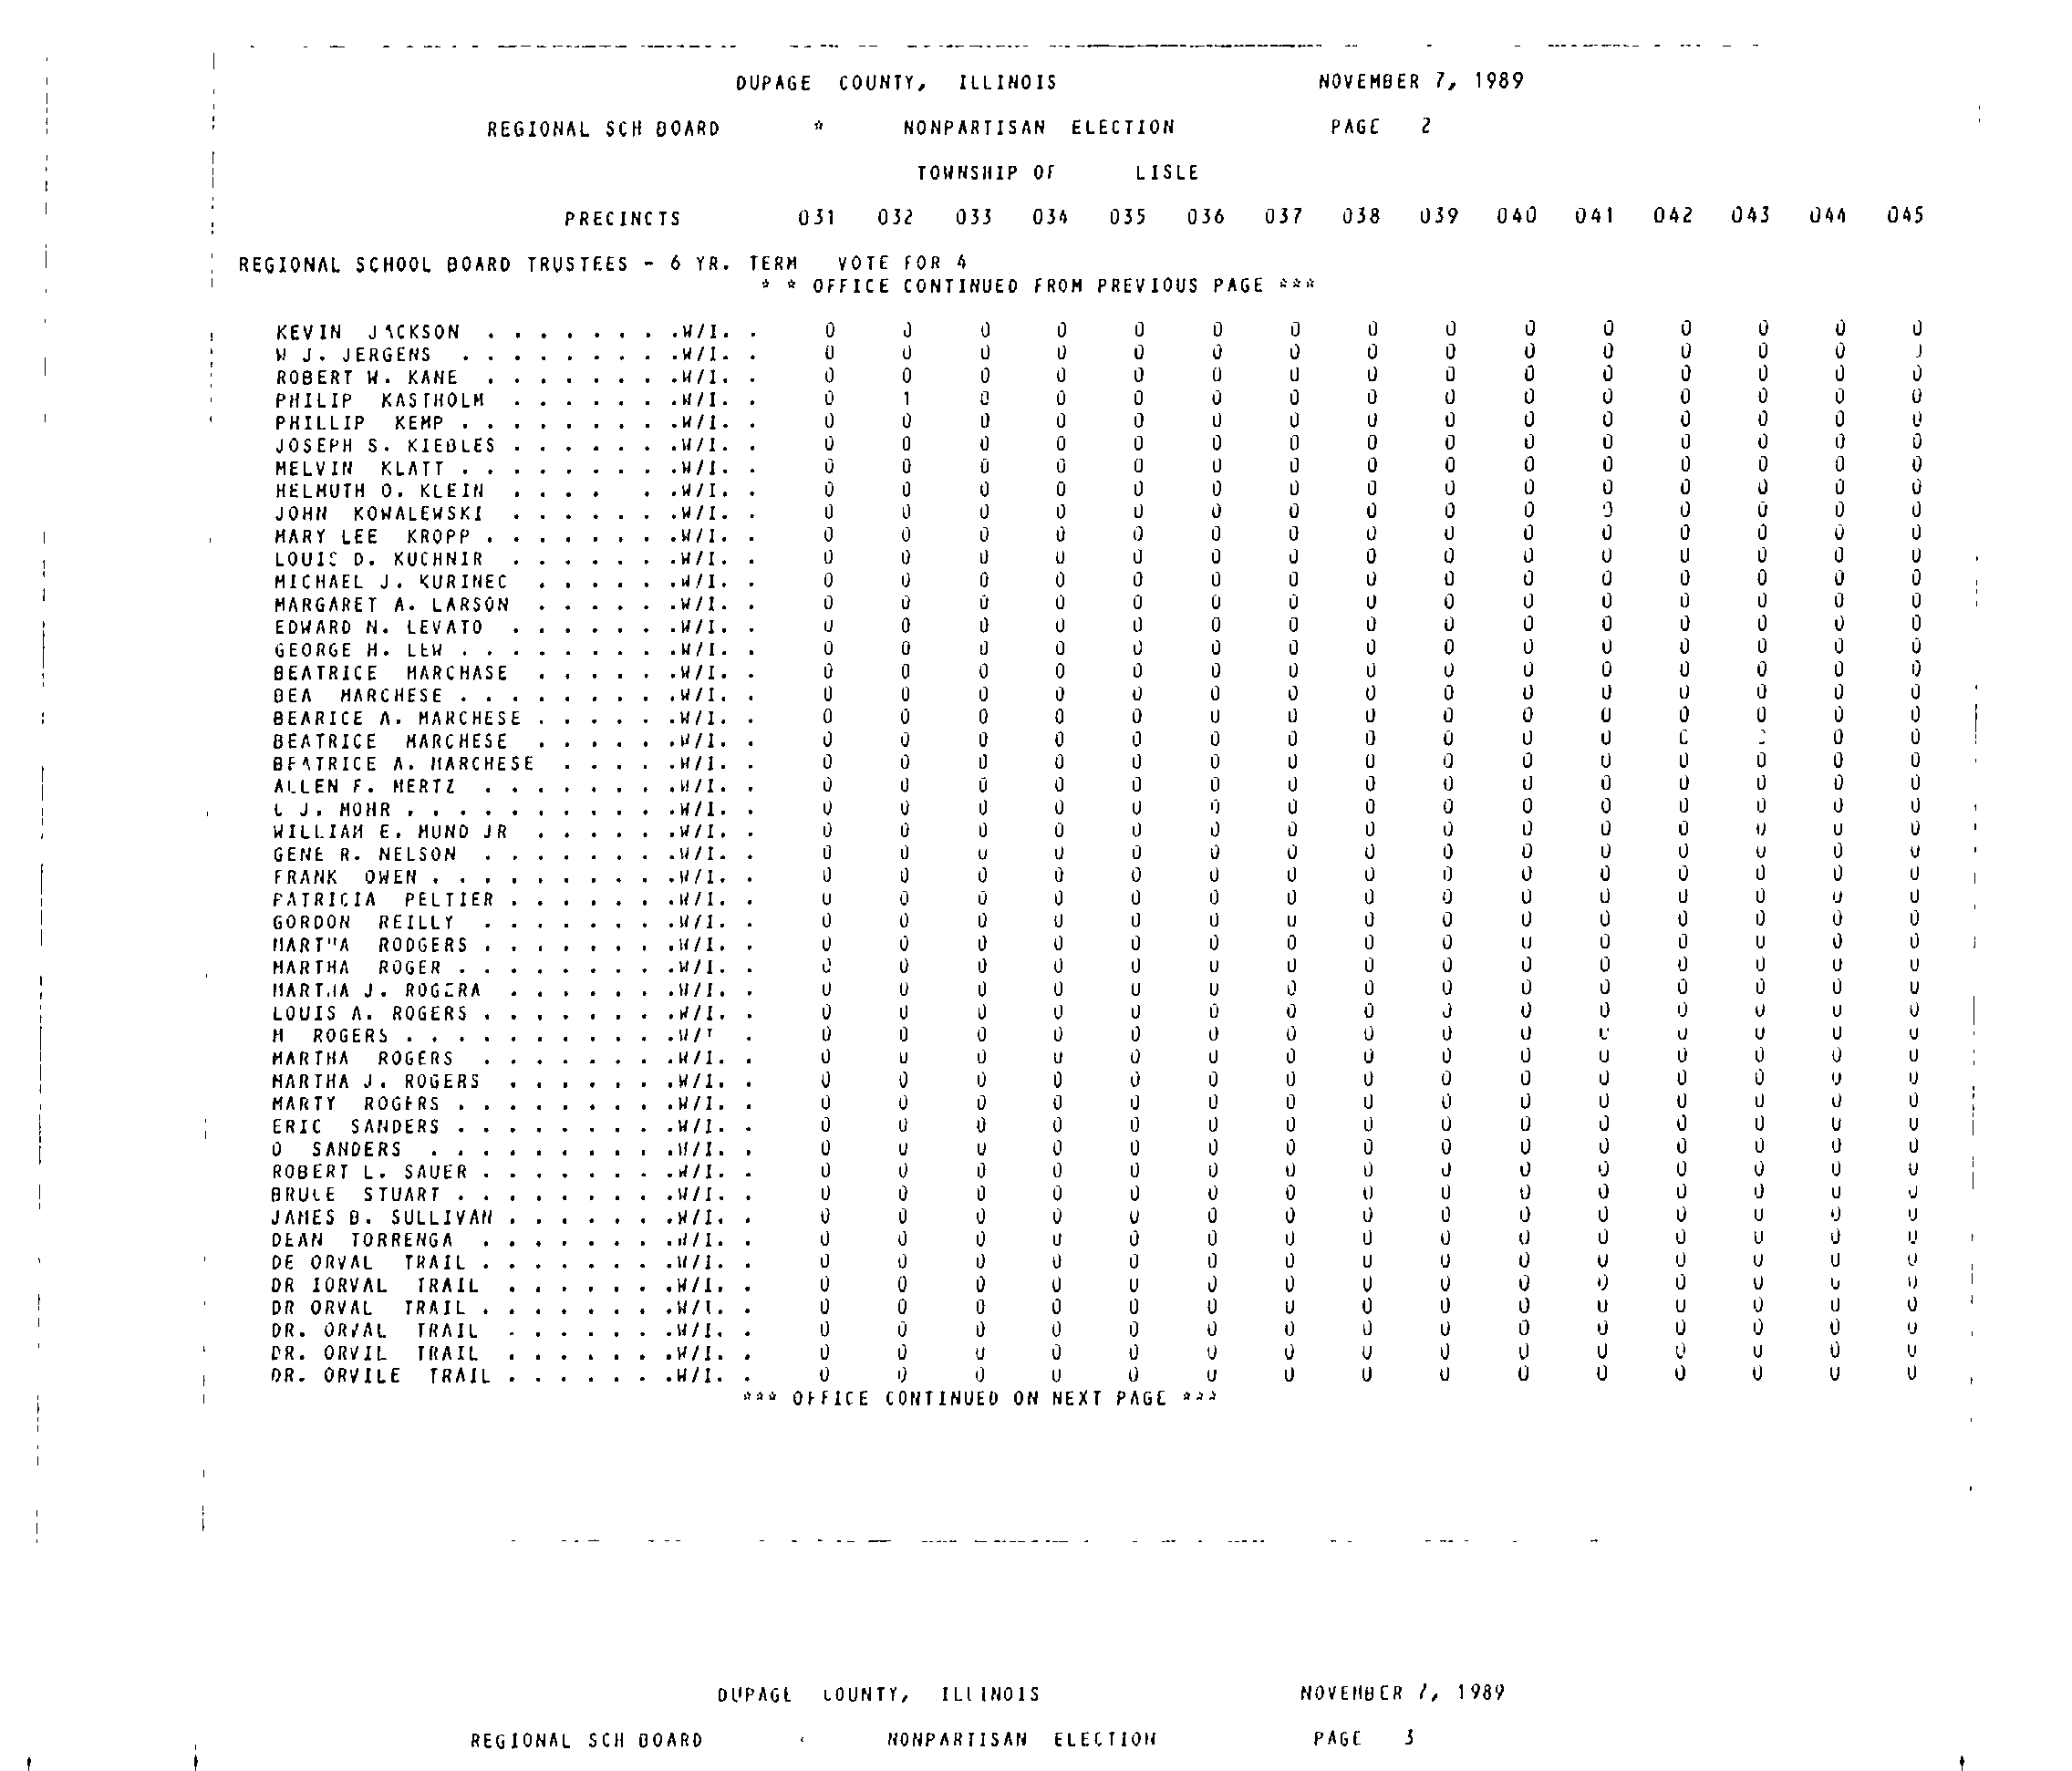 DUPAGE COUNTY, ILLINOIS NOVEMBER 7, 1989
REGIONAL SCH BOARD * NONPARTISAN ELECTION PAGE 2
TOWNSHIP OF LISLE
PRECINCTS 031 032 033 034 035 036 037 038 039 040 041 042 043 044 045
REGIONAL SCHOOL BOARD TRUSTEES - 6 YR. TERM VOTE FOR 4
* * OFFICE CONTINUED FROM PREVIOUS PAGE ***
KEVIN JACKSON . . . . . . . .W/I. . 0 0 0 0 0 0 0 0 0 0 0 0 0 0 0
W J. JERGENS . . . . . . . . .W/I. . 0 0 0 0 0 0 0 0 0 0 0 0 0 0 0
ROBERT W. KANE . . . . . . . .W/I. . 0 0 0 0 0 0 0 0 0 0 0 0 0 0 0
PHILIP KASTHOLM . . . . . . .W/I. . 0 1 0 0 0 0 0 0 0 0 0 0 0 0 0
PHILLIP KEMP . . . . . . . . .W/I. . 0 0 0 0 0 0 0 0 0 0 0 0 0 0 0
JOSEPH S. KIEBLES . . . . . . .W/I. . 0 0 0 0 0 0 0 0 0 0 0 0 0 0 0
MELVIN KLATT . . . . . . . . .W/I. . 0 0 0 0 0 0 0 0 0 0 0 0 0 0 0
HELMUTH O. KLEIN . . . . . .W/I. . 0 0 0 0 0 0 0 0 0 0 0 0 0 0 0
JOHN KOWALEWSKI . . . . . . .W/I. . 0 0 0 0 0 0 0 0 0 0 0 0 0 0 0
MARY LEE KROPP . . . . . . . .W/I. . 0 0 0 0 0 0 0 0 0 0 0 0 0 0 0
LOUIS D. KUCHNIR . . . . . . .W/I. . 0 0 0 0 0 0 0 0 0 0 0 0 0 0 0
MICHAEL J. KURINEC . . . . . .W/I. . 0 0 0 0 0 0 0 0 0 0 0 0 0 0 0
MARGARET A. LARSON . . . . . .W/I. . 0 0 0 0 0 0 0 0 0 0 0 0 0 0 0
EDWARD N. LEVATO . . . . . . .W/I. . 0 0 0 0 0 0 0 0 0 0 0 0 0 0 0
GEORGE H. LEW . . . . . . . . .W/I. . 0 0 0 0 0 0 0 0 0 0 0 0 0 0 0
BEATRICE MARCHASE . . . . . .W/I. . 0 0 0 0 0 0 0 0 0 0 0 0 0 0 0
BEA MARCHESE . . . . . . . . .W/I. . 0 0 0 0 0 0 0 0 0 0 0 0 0 0 0
BEARICE A. MARCHESE . . . . . .W/I. . 0 0 0 0 0 0 0 0 0 0 0 0 0 0 0
BEATRICE MARCHESE . . . . . .W/I. . 0 0 0 0 0 0 0 0 0 0 0 0 0 0 0
BEATRICE A. MARCHESE . . . . .W/I. . 0 0 0 0 0 0 0 0 0 0 0 0 0 0 0
ALLEN F. MERTZ . . . . . . . .W/I. . 0 0 0 0 0 0 0 0 0 0 0 0 0 0 0
L J. MOHR . . . . . . . . . . .W/I. . 0 0 0 0 0 0 0 0 0 0 0 0 0 0 0
WILLIAM E. MUND JR . . . . . .W/I. . 0 0 0 0 0 0 0 0 0 0 0 0 0 0 0
GENE R. NELSON . . . . . . . .W/I. . 0 0 0 0 0 0 0 0 0 0 0 0 0 0 0
FRANK OWEN . . . . . . . . . .W/I. . 0 0 0 0 0 0 0 0 0 0 0 0 0 0 0
PATRICIA PELTIER . . . . . . .W/I. . 0 0 0 0 0 0 0 0 0 0 0 0 0 0 0
GORDON REILLY . . . . . . . .W/I. . 0 0 0 0 0 0 0 0 0 0 0 0 0 0 0
MARTHA RODGERS . . . . . . . .W/I. . 0 0 0 0 0 0 0 0 0 0 0 0 0 0 0
MARTHA ROGER . . . . . . . . .W/I. . 0 0 0 0 0 0 0 0 0 0 0 0 0 0 0
MARTHA J. ROGERA . . . . . . .W/I. . 0 0 0 0 0 0 0 0 0 0 0 0 0 0 0
LOUIS A. ROGERS . . . . . . . .W/I. . 0 0 0 0 0 0 0 0 0 0 0 0 0 0 0
M ROGERS . . . . . . . . . . .W/I . 0 0 0 0 0 0 0 0 0 0 0 0 0 0 0
MARTHA ROGERS . . . . . . . .W/I. . 0 0 0 0 0 0 0 0 0 0 0 0 0 0 0
MARTHA J. ROGERS . . . . . . .W/I. . 0 0 0 0 0 0 0 0 0 0 0 0 0 0 0
MARTY ROGERS . . . . . . . . .W/I. . 0 0 0 0 0 0 0 0 0 0 0 0 0 0 0
ERIC SANDERS . . . . . . . . .W/I. . 0 0 0 0 0 0 0 0 0 0 0 0 0 0 0
O SANDERS . . . . . . . . . .W/I. . 0 0 0 0 0 0 0 0 0 0 0 0 0 0 0
ROBERT L. SAUER . . . . . . . .W/I. . 0 0 0 0 0 0 0 0 0 0 0 0 0 0 0
BRUCE STUART . . . . . . . . .W/I. . 0 0 0 0 0 0 0 0 0 0 0 0 0 0 0
JAMES B. SULLIVAN . . . . . . .W/I. . 0 0 0 0 0 0 0 0 0 0 0 0 0 0 0
DEAN TORRENGA . . . . . . . .W/I. . 0 0 0 0 0 0 0 0 0 0 0 0 0 0 0
DE ORVAL TRAIL . . . . . . . .W/I. . 0 0 0 0 0 0 0 0 0 0 0 0 0 0 0
DR IORVAL TRAIL . . . . . . .W/I. . 0 0 0 0 0 0 0 0 0 0 0 0 0 0 0
DR ORVAL TRAIL . . . . . . . .W/I. . 0 0 0 0 0 0 0 0 0 0 0 0 0 0 0
DR. ORVAL TRAIL . . . . . . .W/I. . 0 0 0 0 0 0 0 0 0 0 0 0 0 0 0
DR. ORVIL TRAIL . . . . . . .W/I. . 0 0 0 0 0 0 0 0 0 0 0 0 0 0 0
DR. ORVILE TRAIL . . . . . . .W/I. . 0 0 0 0 0 0 0 0 0 0 0 0 0 0 0
*** OFFICE CONTINUED ON NEXT PAGE ***
DUPAGE COUNTY, ILLINOIS NOVEMBER 7, 1989
REGIONAL SCH BOARD NONPARTISAN ELECTION PAGE 3